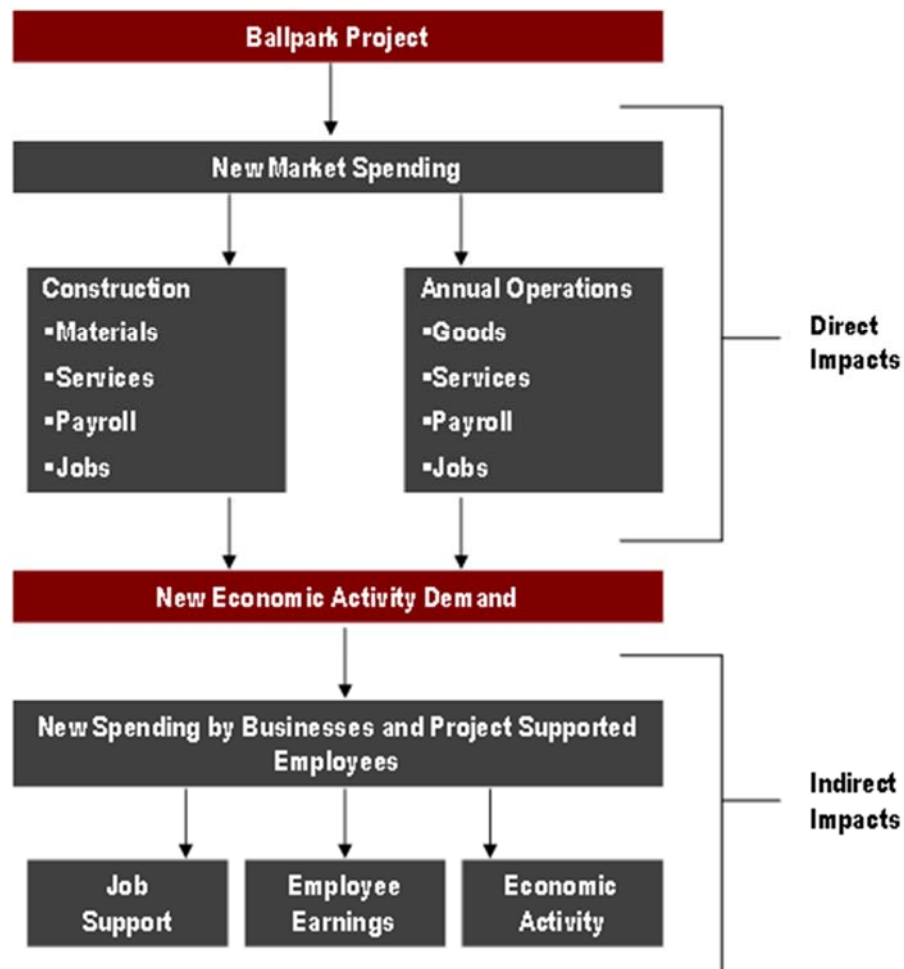 Ballpark Project
New Market Spending
Construction
▪Materials
▪Services
▪Payroll
▪Jobs
Annual Operations
▪Goods
▪Services
▪Payroll
▪Jobs
Direct
Impacts
New Economic Activity Demand
New Spending by Businesses and Project Supported
Employees
Job
Support
Employee
Earnings
Economic
Activity
Indirect
Impacts